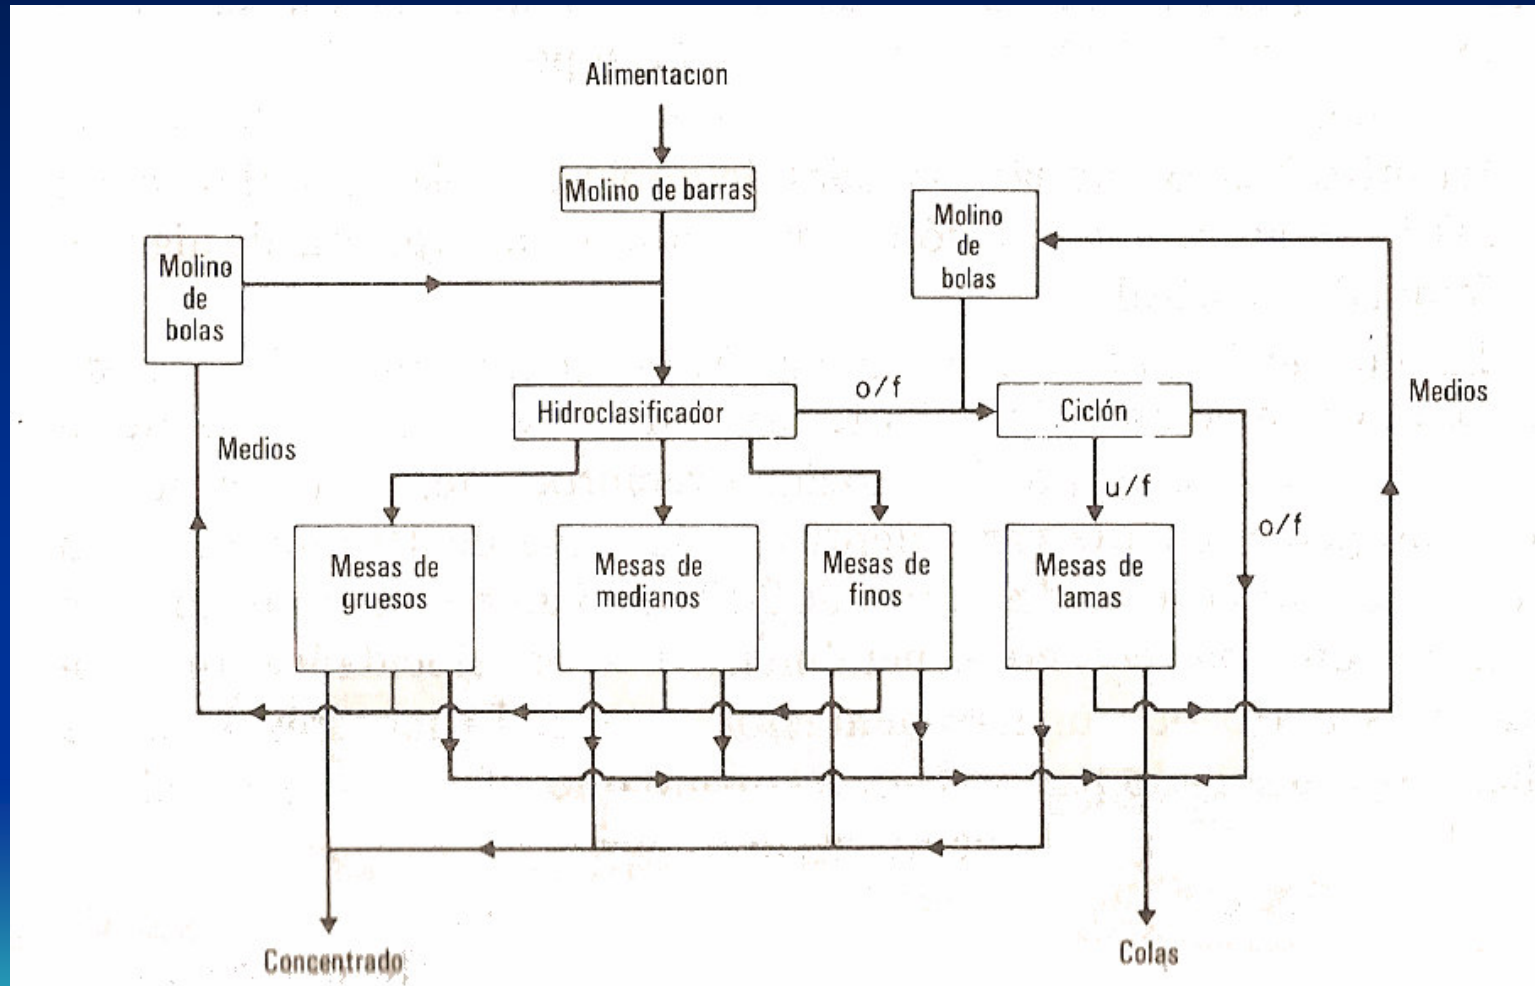 Alimentacion
Molino de barras
Molino
de
bolas
Molino
de
bolas
Hidroclasificador
o/f
Ciclón
Medios
Medios
u/f
o/f
Mesas de
gruesos
Mesas de
medianos
Mesas de
finos
Mesas de
lamas
Concentrado
Colas